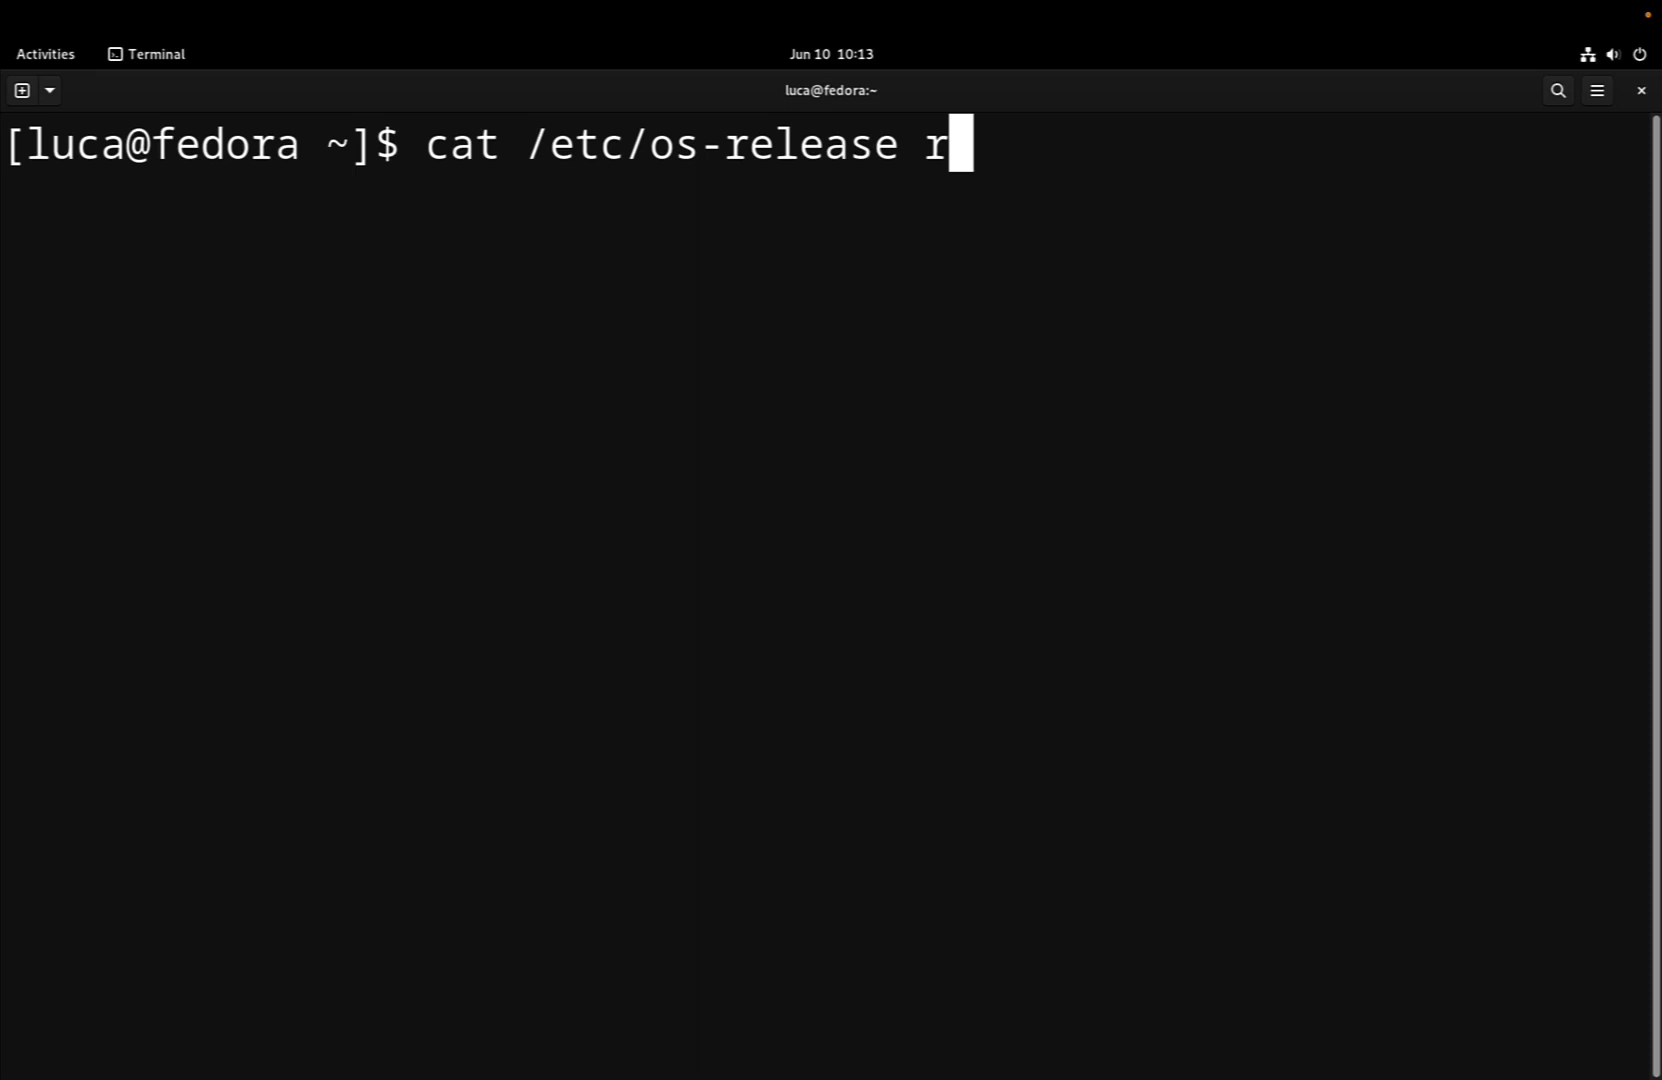 Activities Terminal Jun 10 10:13
luca@fedora:~
[luca@fedora ~]$ cat /etc/os-release r